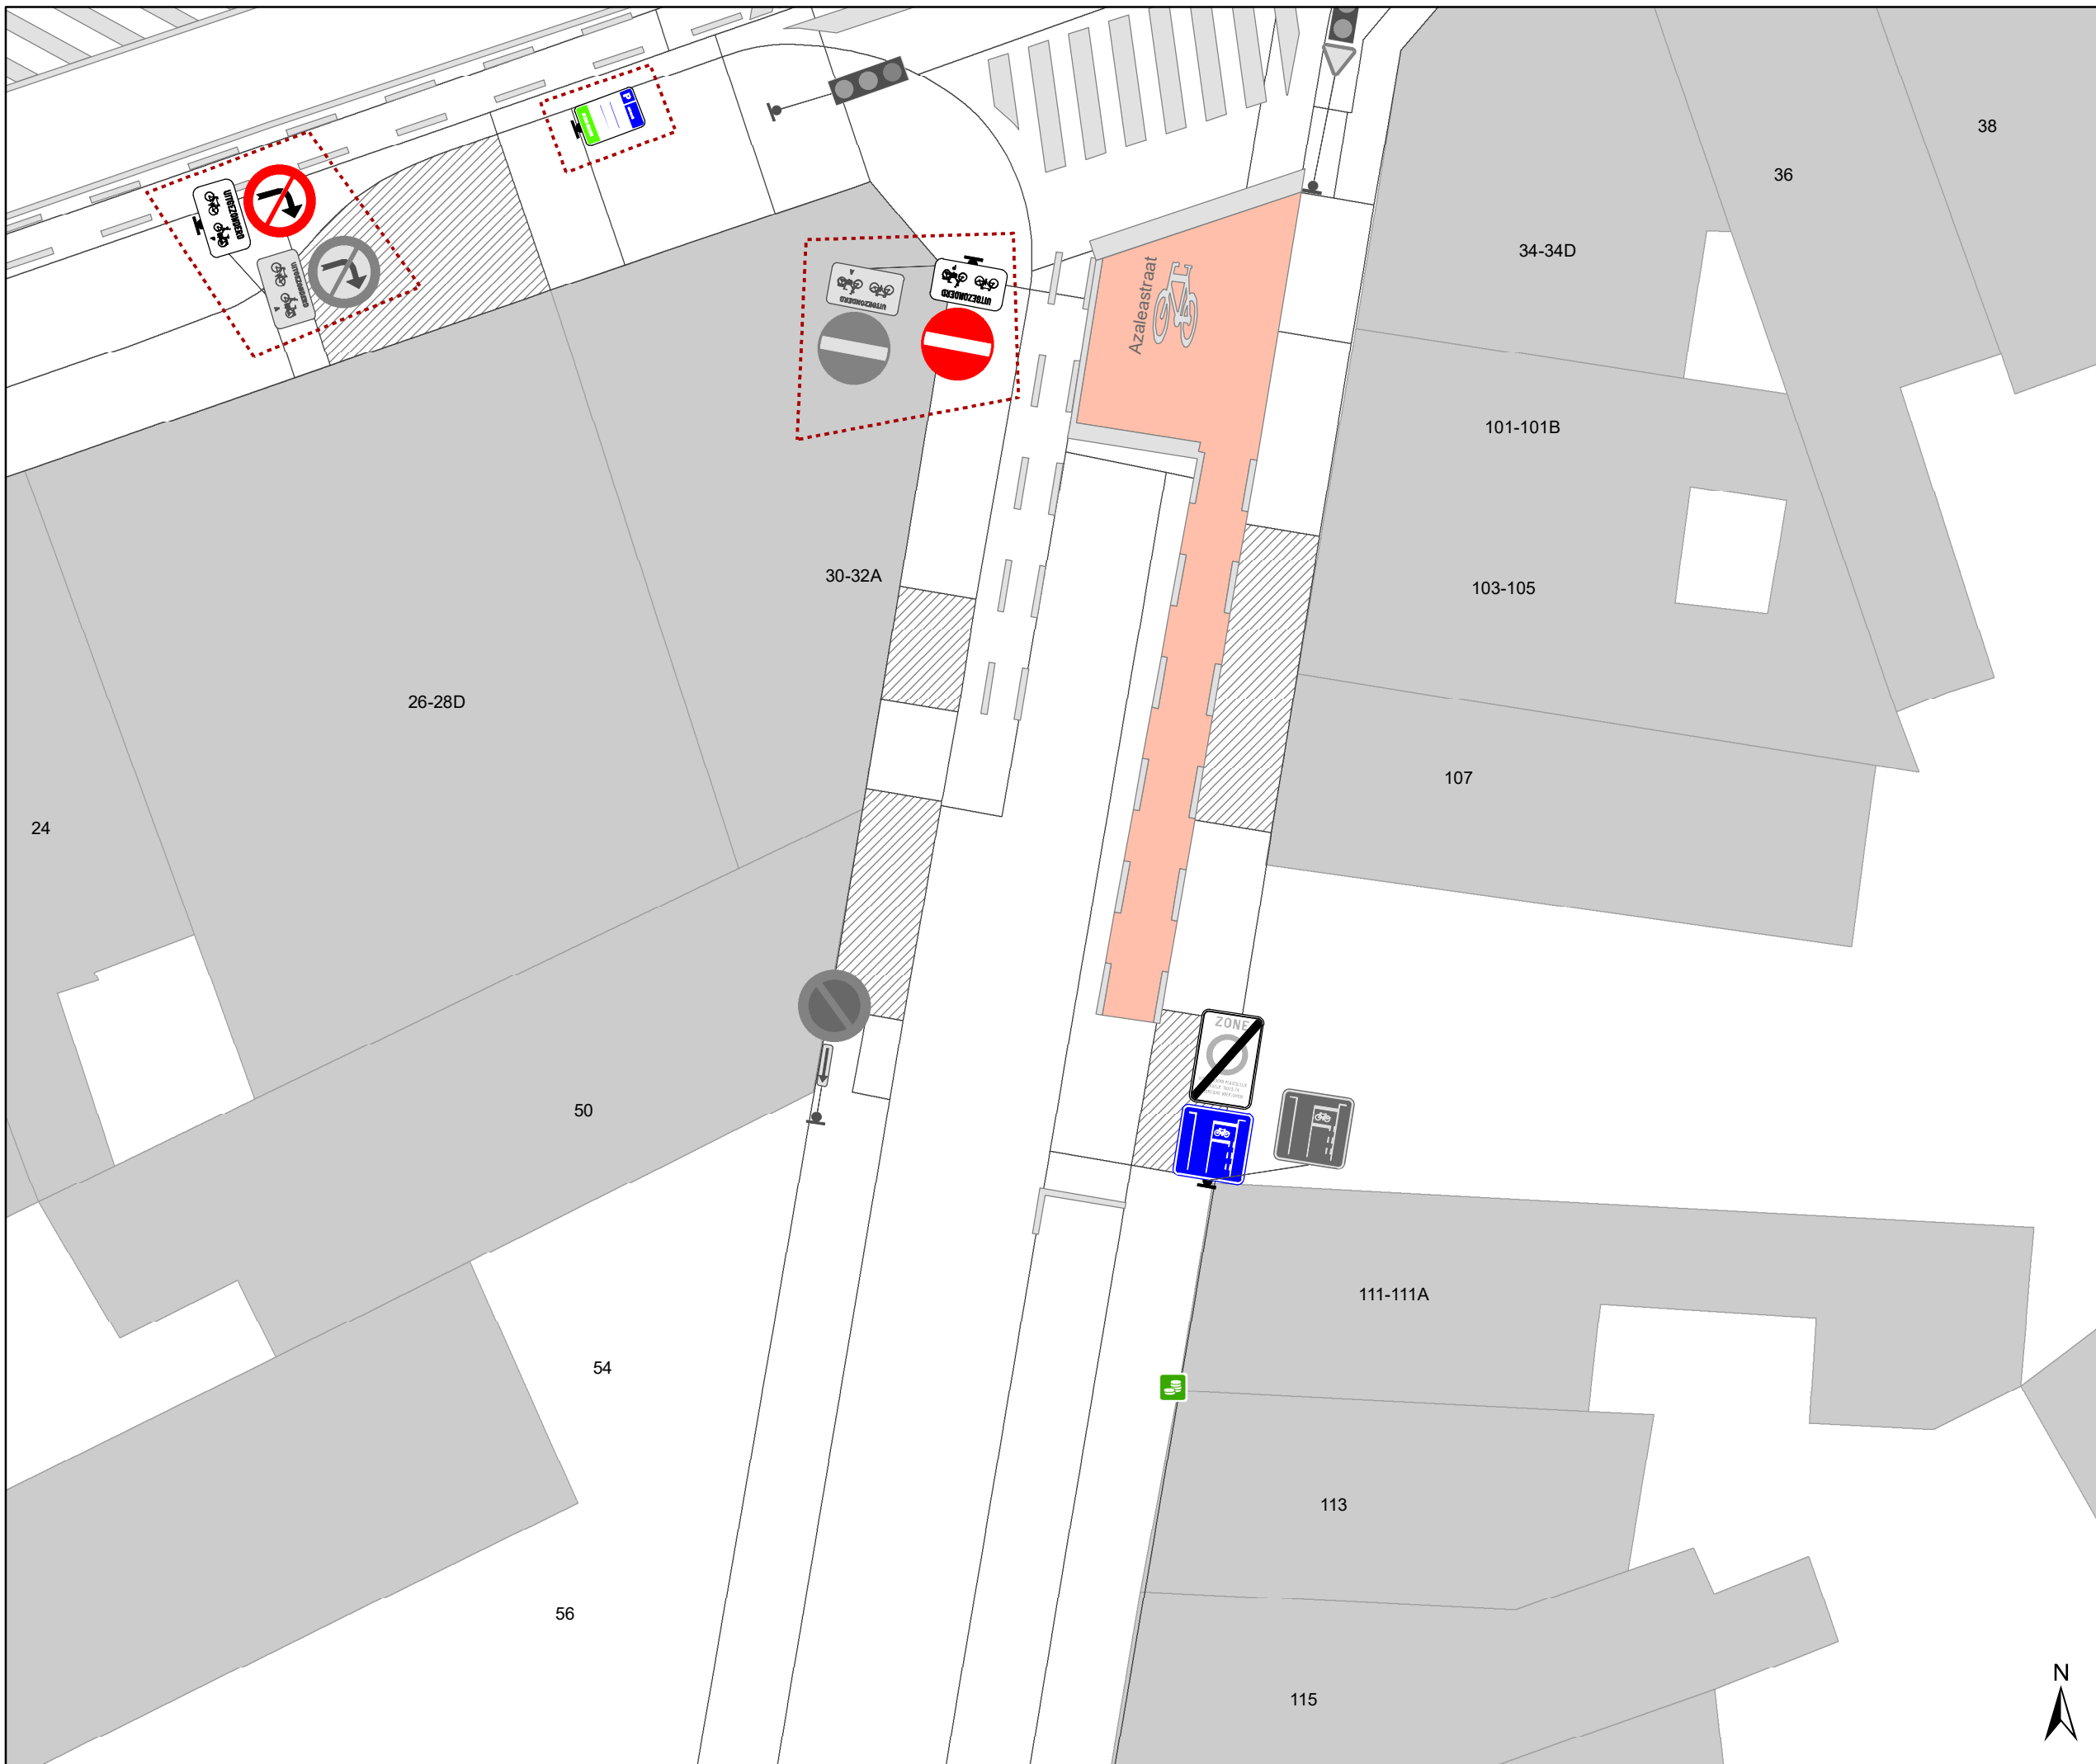 38
36
P
UITGEZONDERD
34-34D
UITGEZONDERD
UITGEZONDERD
UITGEZONDERD
Azaleastraat
101-101B
30-32A
103-105
26-28D
107
24
ZONE
50
111-111A
54
113
56
N
115